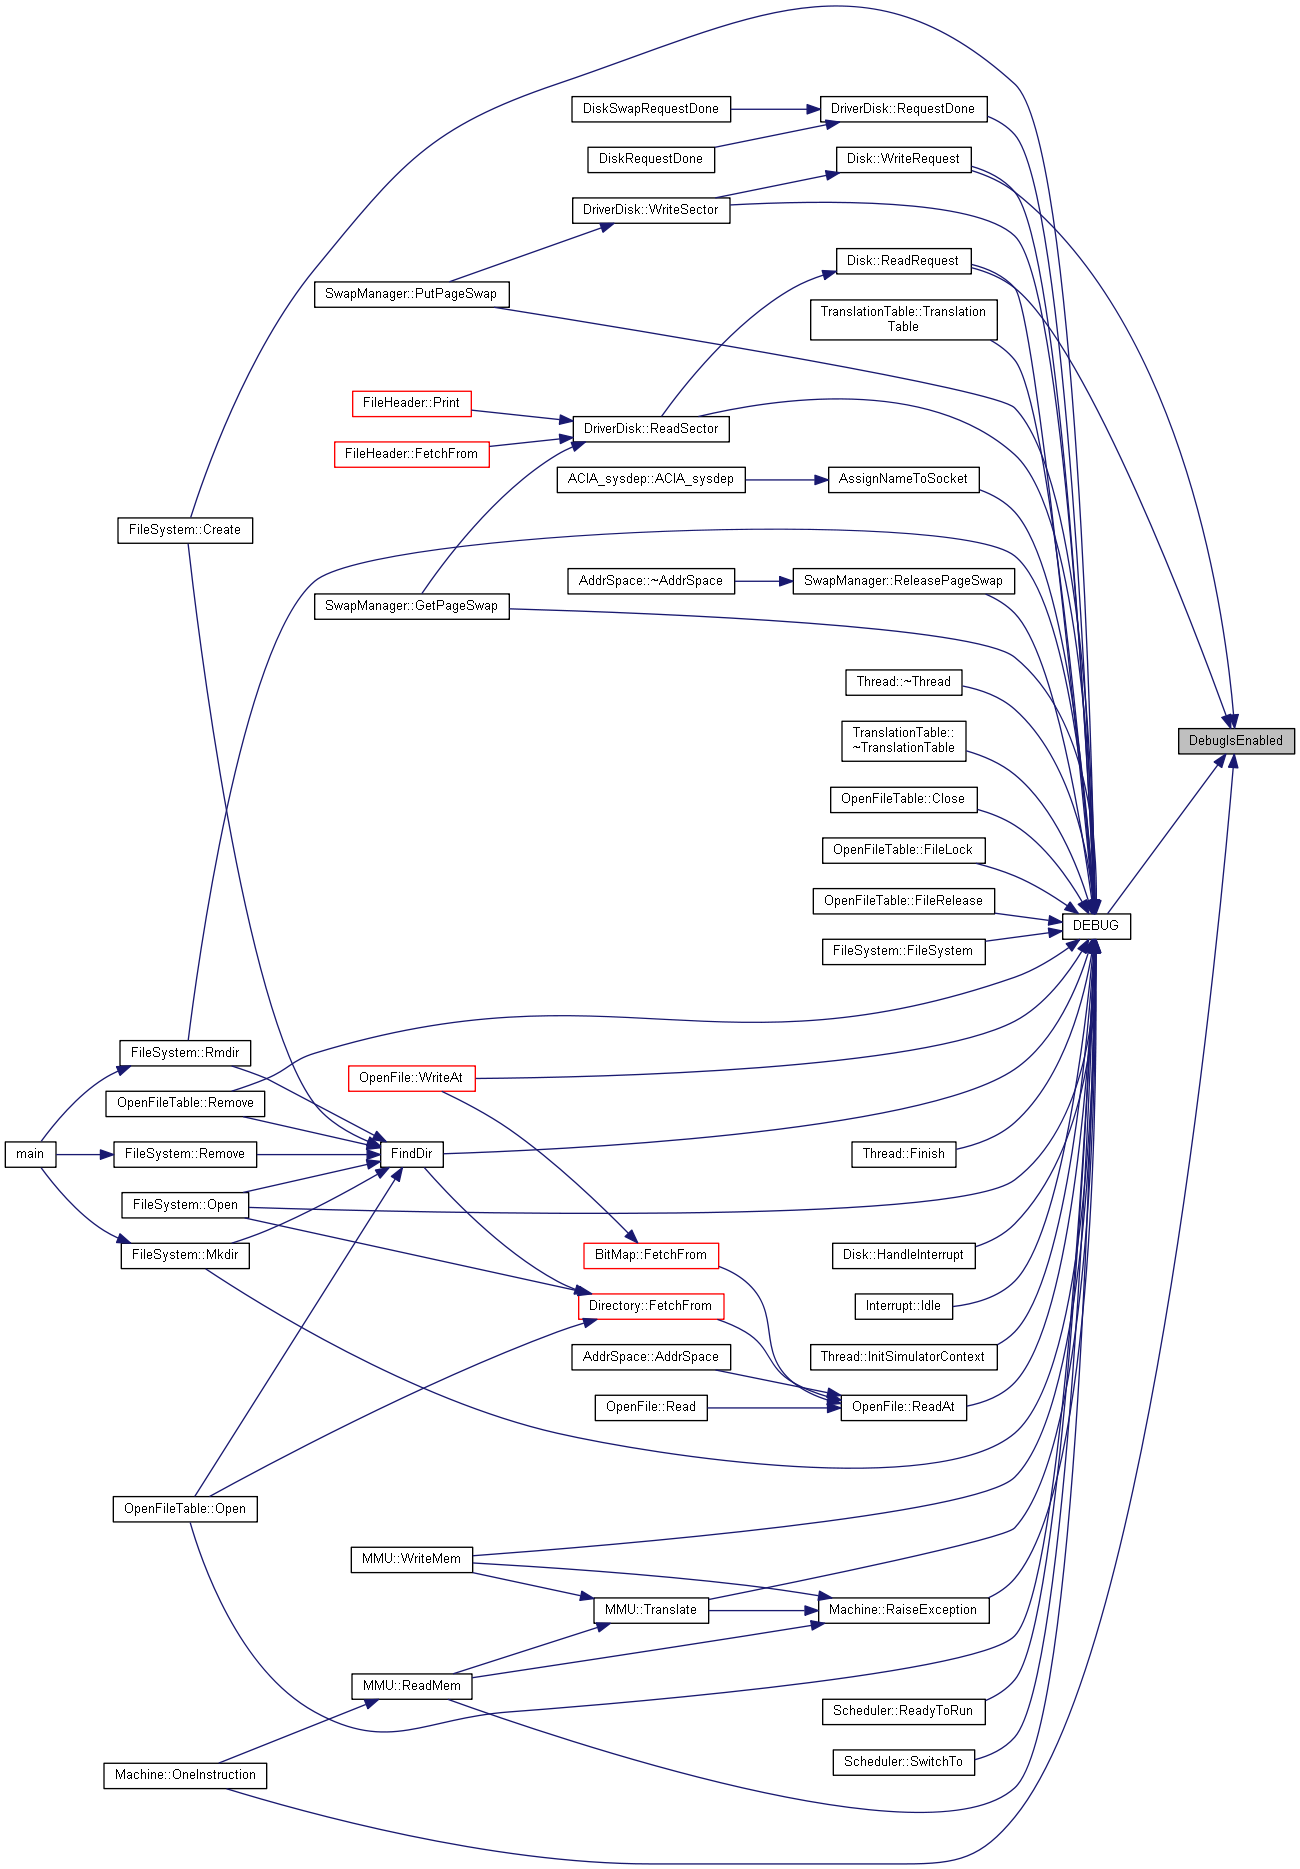 DiskSwapRequestDone
DriverDisk::RequestDone
DiskRequestDone
Disk::WriteRequest
DriverDisk::WriteSector
Disk::ReadRequest
SwapManager::PutPageSwap
TranslationTable::Translation
Table
FileHeader::Print
DriverDisk::ReadSector
FileHeader::FetchFrom
ACIA_sysdep::ACIA_sysdep
AssignNameToSocket
FileSystem::Create
AddrSpace::~AddrSpace
SwapManager::ReleasePageSwap
SwapManager::GetPageSwap
Thread::~Thread
TranslationTable::
~TranslationTable
DebugIsEnabled
OpenFileTable::Close
OpenFileTable::FileLock
OpenFileTable::FileRelease
DEBUG
FileSystem::FileSystem
FileSystem::Rmdir
OpenFile::WriteAt
OpenFileTable::Remove
main
FileSystem::Remove
FindDir
Thread::Finish
FileSystem::Open
FileSystem::Mkdir
BitMap::FetchFrom
Disk::HandleInterrupt
Directory::FetchFrom
Interrupt::Idle
AddrSpace::AddrSpace
Thread::InitSimulatorContext
OpenFile::Read
OpenFile::ReadAt
OpenFileTable::Open
MMU::WriteMem
MMU::Translate
Machine::RaiseException
MMU::ReadMem
Scheduler::ReadyToRun
Scheduler::SwitchTo
Machine::OneInstruction